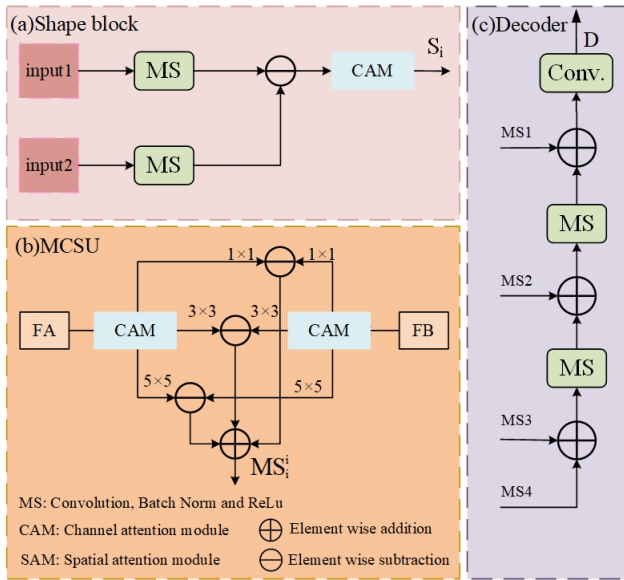 (a)Shape block
input1
MS
CAM
Si
input2
MS
(b)MCSU
1×1
1×1
FA
CAM
3×3
3×3
CAM
FB
5×5
5×5
MSii
MS: Convolution, Batch Norm and ReLu
CAM: Channel attention module
Element wise addition
SAM: Spatial attention module
Element wise subtraction
(c)Decoder
D
Conv.
MS1
MS
MS2
MS
MS3
MS4